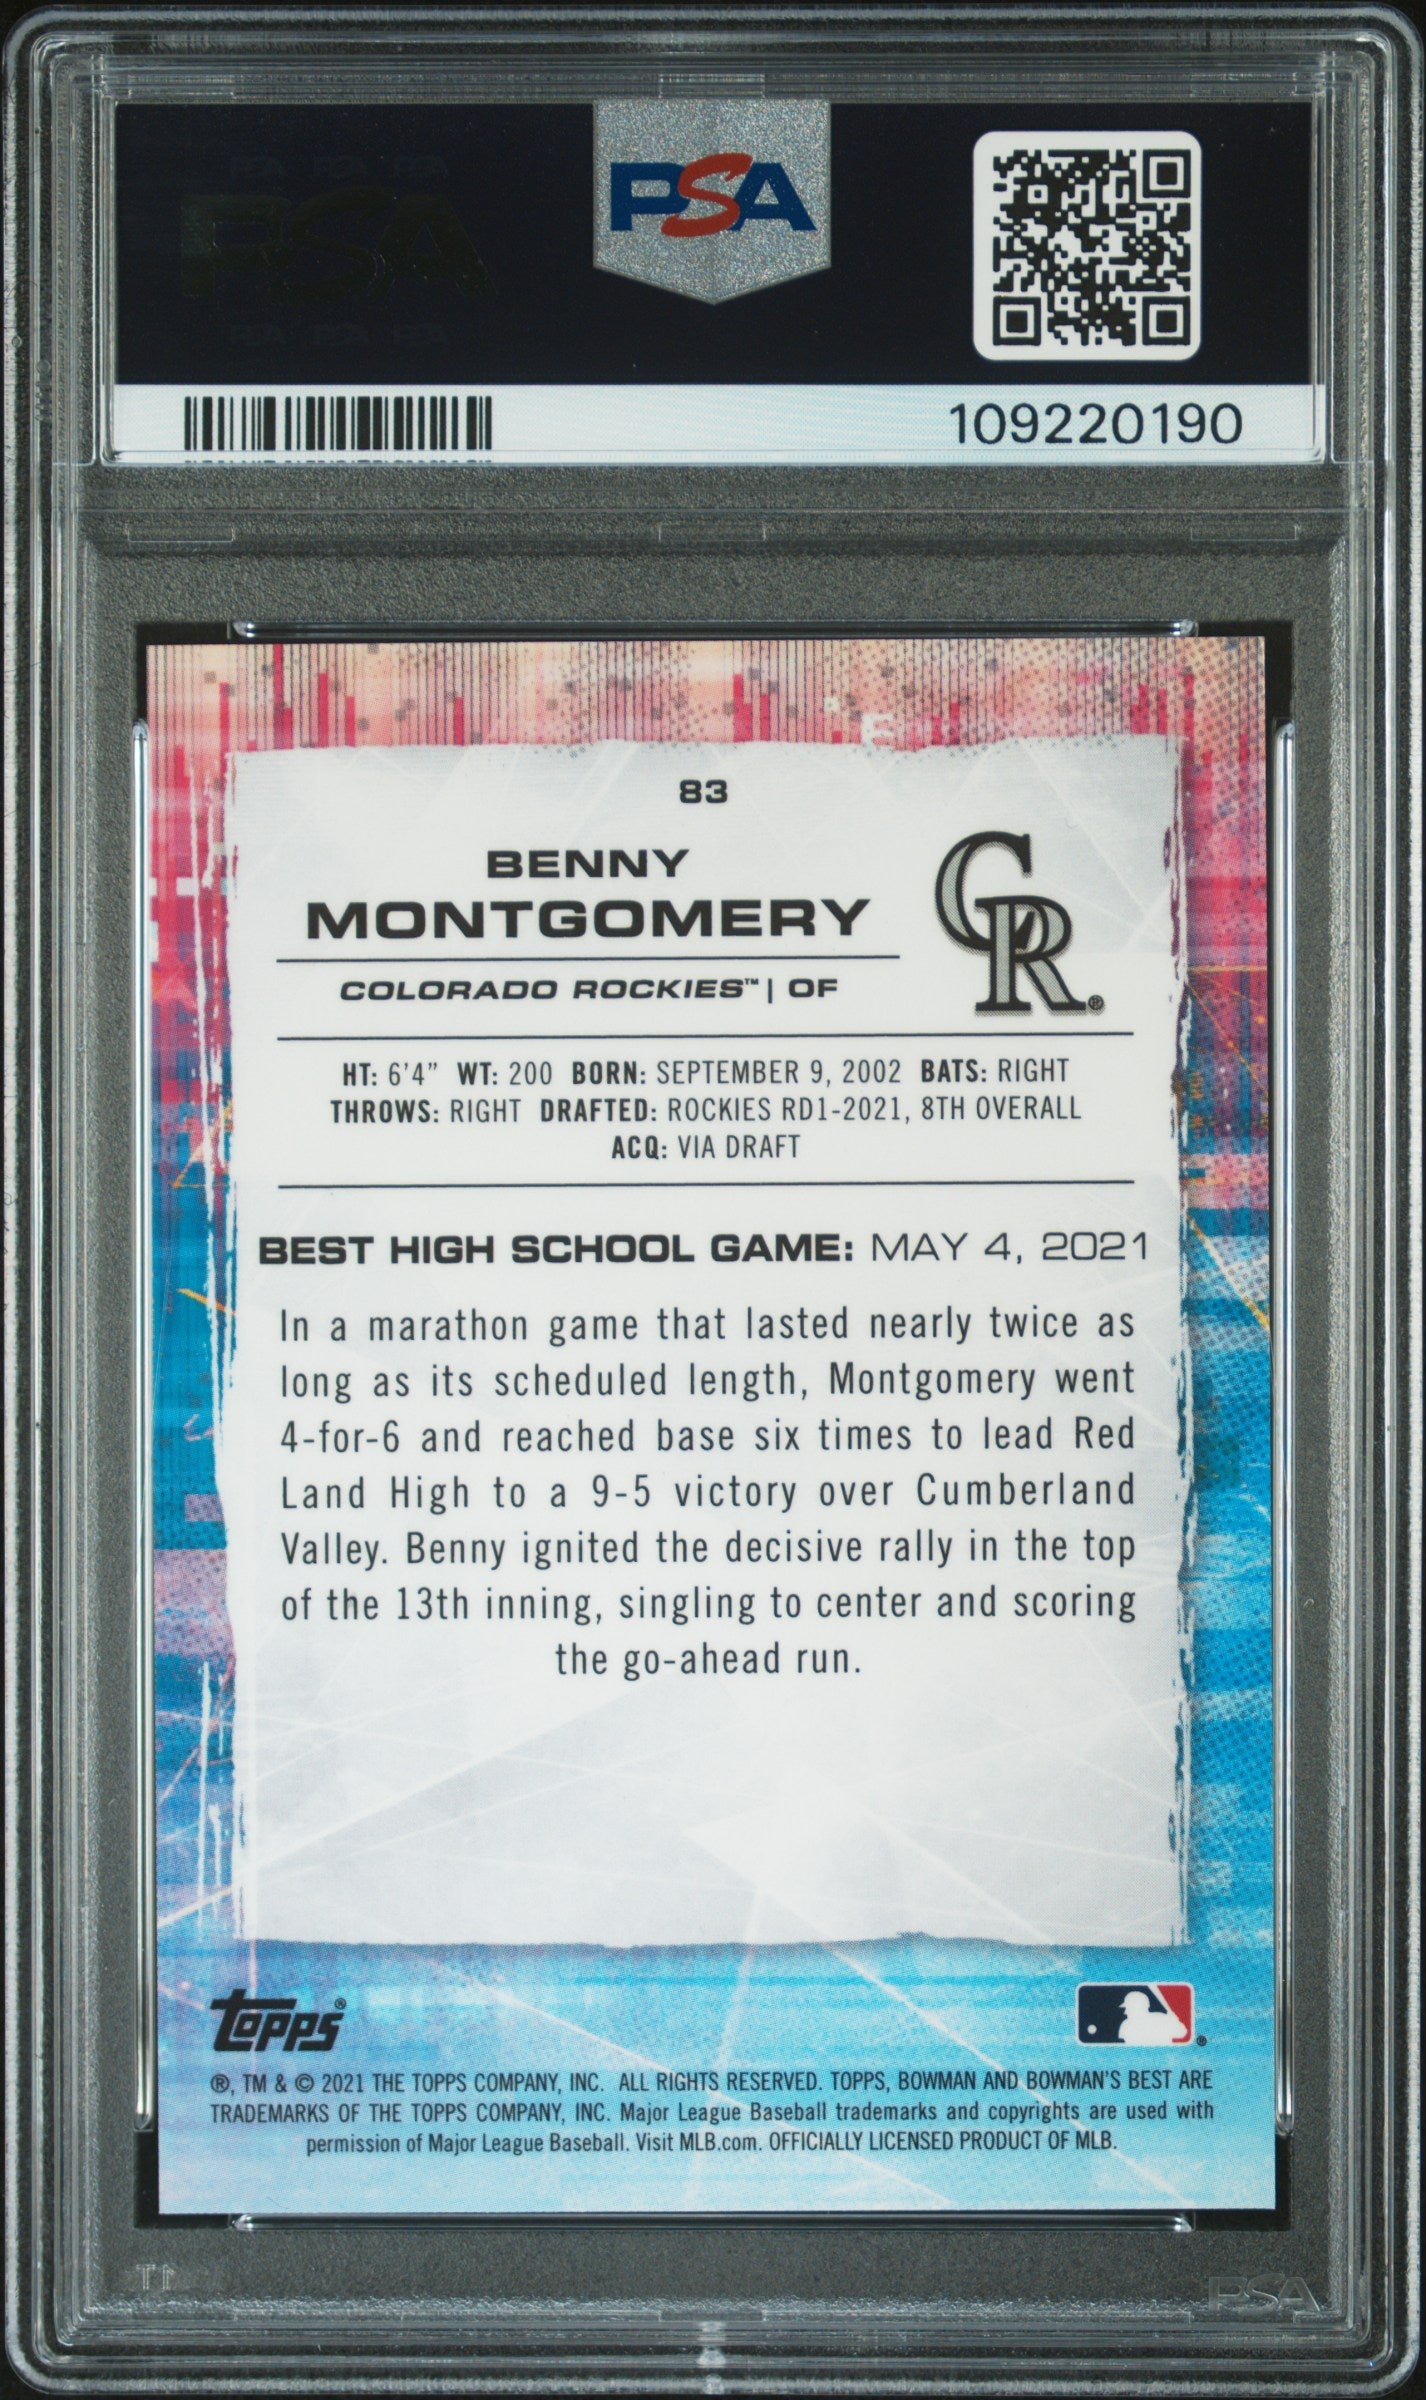 PSA
109220190
83
BENNY
MONTGOMERY
CR®
COLORADO ROCKIES™ | OF
HT: 6'4" WT: 200 BORN: SEPTEMBER 9, 2002 BATS: RIGHT
THROWS: RIGHT DRAFTED: ROCKIES RD1-2021, 8TH OVERALL
ACQ: VIA DRAFT
BEST HIGH SCHOOL GAME: MAY 4, 2021
In a marathon game that lasted nearly twice as
long as its scheduled length, Montgomery went
4-for-6 and reached base six times to lead Red
Land High to a 9-5 victory over Cumberland
Valley. Benny ignited the decisive rally in the top
of the 13th inning, singling to center and scoring
the go-ahead run.
Topps®
®, TM & © 2021 THE TOPPS COMPANY, INC. ALL RIGHTS RESERVED. TOPPS, BOWMAN AND BOWMAN'S BEST ARE
TRADEMARKS OF THE TOPPS COMPANY, INC. Major League Baseball trademarks and copyrights are used with
permission of Major League Baseball. Visit MLB.com. OFFICIALLY LICENSED PRODUCT OF MLB.
PSA